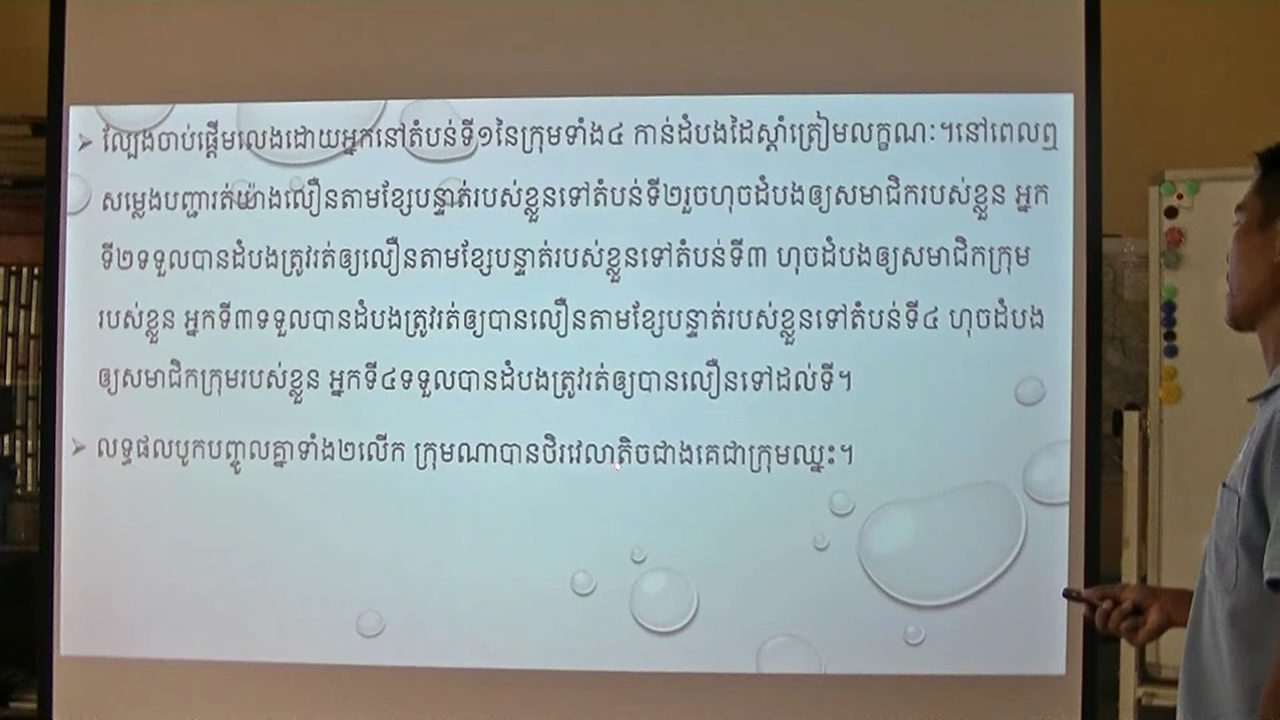 ល្បែងចាប់ផ្ដើមលេងដោយអ្នកនៅតំបន់ទី១នៃក្រុមទាំង៤ កាន់ដំបងដៃស្ដាំត្រៀមលក្ខណៈ។នៅពេលឮ
សម្លេងបញ្ជារត់យ៉ាងលឿនតាមខ្សែបន្ទាត់របស់ខ្លួនទៅតំបន់ទី២រួចហុចដំបងឲ្យសមាជិករបស់ខ្លួន អ្នក
ទី២ទទួលបានដំបងត្រូវរត់ឲ្យលឿនតាមខ្សែបន្ទាត់របស់ខ្លួនទៅតំបន់ទី៣ ហុចដំបងឲ្យសមាជិកក្រុម
របស់ខ្លួន អ្នកទី៣ទទួលបានដំបងត្រូវរត់ឲ្យបានលឿនតាមខ្សែបន្ទាត់របស់ខ្លួនទៅតំបន់ទី៤ ហុចដំបង
ឲ្យសមាជិកក្រុមរបស់ខ្លួន អ្នកទី៤ទទួលបានដំបងត្រូវរត់ឲ្យបានលឿនទៅដល់ទី។
លទ្ធផលបូកបញ្ចូលគ្នាទាំង២លើក ក្រុមណាបានថិរវេលាតិចជាងគេជាក្រុមឈ្នះ។